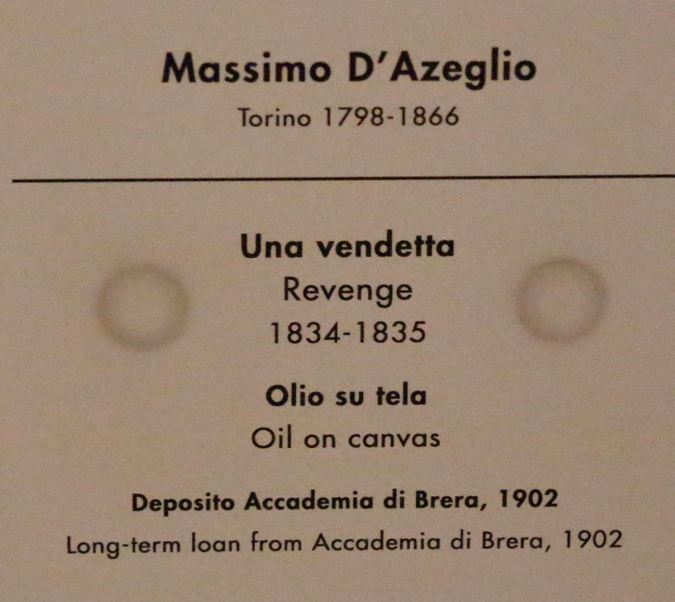 Massimo D'Azeglio
Torino 1798-1866
Una vendetta
Revenge
1834-1835
Olio su tela
Oil on canvas
Deposito Accademia di Brera, 1902
Long-term loan from Accademia di Brera, 1902